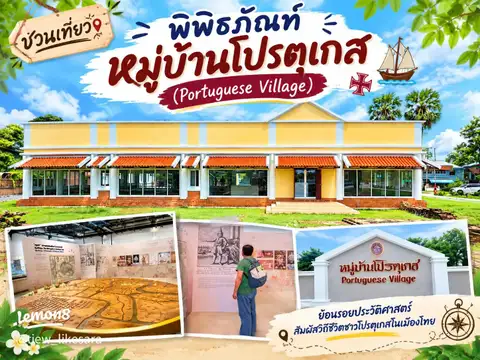 ชวนเที่ยว
พิพิธภัณฑ์
หมู่บ้านโปรตุเกส
(Portuguese Village)
หมู่บ้านโปรตุเกส
Portuguese Village
ย้อนรอยประวัติศาสตร์
สัมผัสวิถีชีวิตชาวโปรตุเกสในเมืองไทย
Lemon8